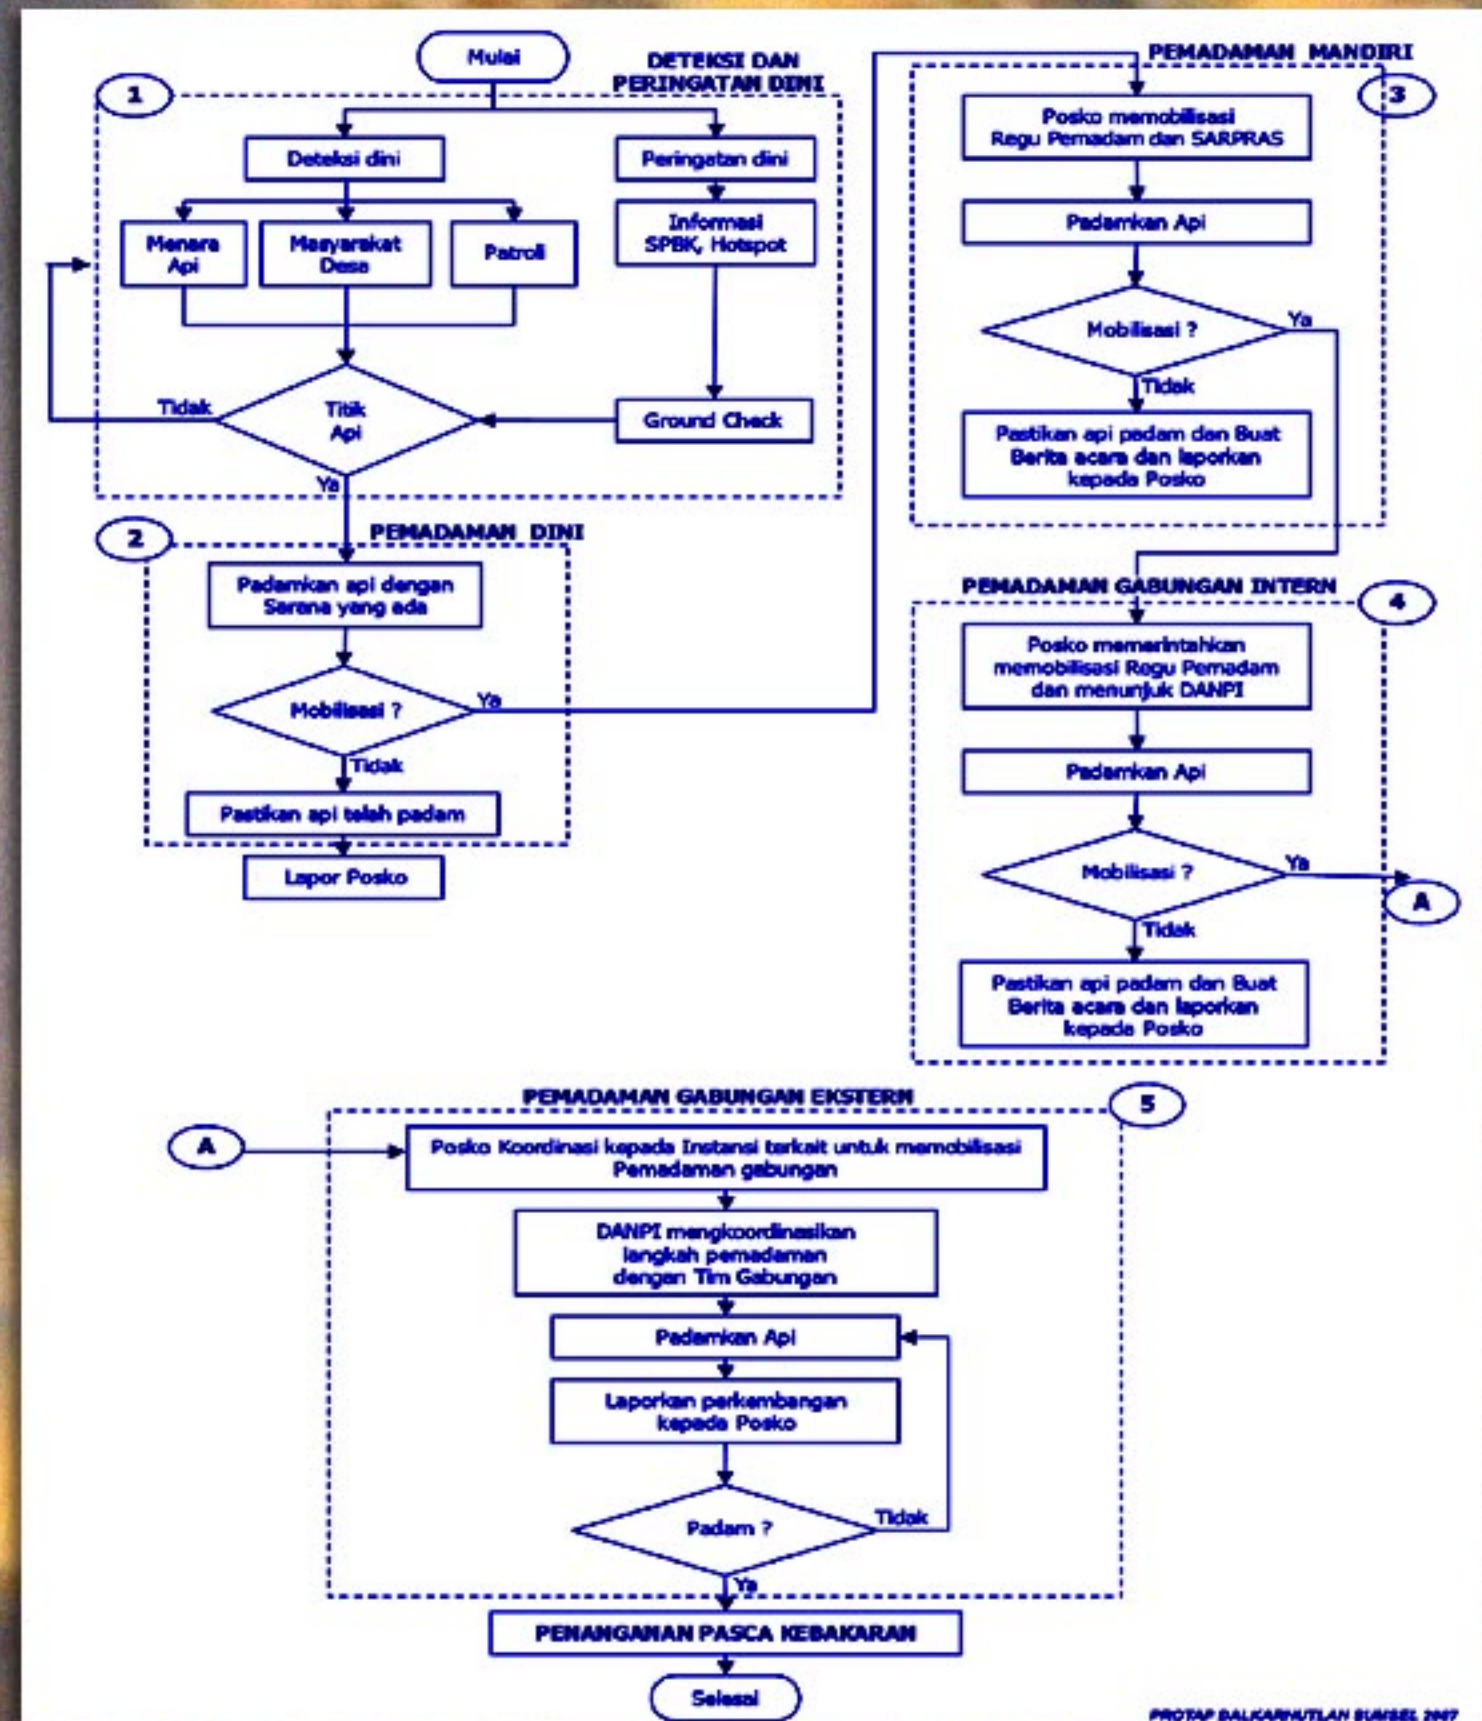 Mulai
DETEKSI DAN
PERINGATAN DINI
1
Deteksi dini
Peringatan dini
Menara
Api
Masyarakat
Desa
Patroli
Informasi
SPBK, Hotspot
Tidak
Titik
Api
Ground Check
Ya
2
PEMADAMAN DINI
Padamkan api dengan
Sarana yang ada
Mobilisasi ?
Ya
Tidak
Pastikan api telah padam
Lapor Posko
PEMADAMAN MANDIRI
3
Posko memobilisasi
Regu Pemadam dan SARPRAS
Padamkan Api
Mobilisasi ?
Ya
Tidak
Pastikan api padam dan Buat
Berita acara dan laporkan
kepada Posko
PEMADAMAN GABUNGAN INTERN
4
Posko memerintahkan
memobilisasi Regu Pemadam
dan menunjuk DANPI
Padamkan Api
Mobilisasi ?
Ya
A
Tidak
Pastikan api padam dan Buat
Berita acara dan laporkan
kepada Posko
PEMADAMAN GABUNGAN EKSTERN
5
A
Posko Koordinasi kepada Instansi terkait untuk memobilisasi
Pemadaman gabungan
DANPI mengkoordinasikan
langkah pemadaman
dengan Tim Gabungan
Padamkan Api
Laporkan perkembangan
kepada Posko
Padam ?
Tidak
Ya
PENANGANAN PASCA KEBAKARAN
Selesai
PROTAP DALKARHUTLAN SUMSEL 2007